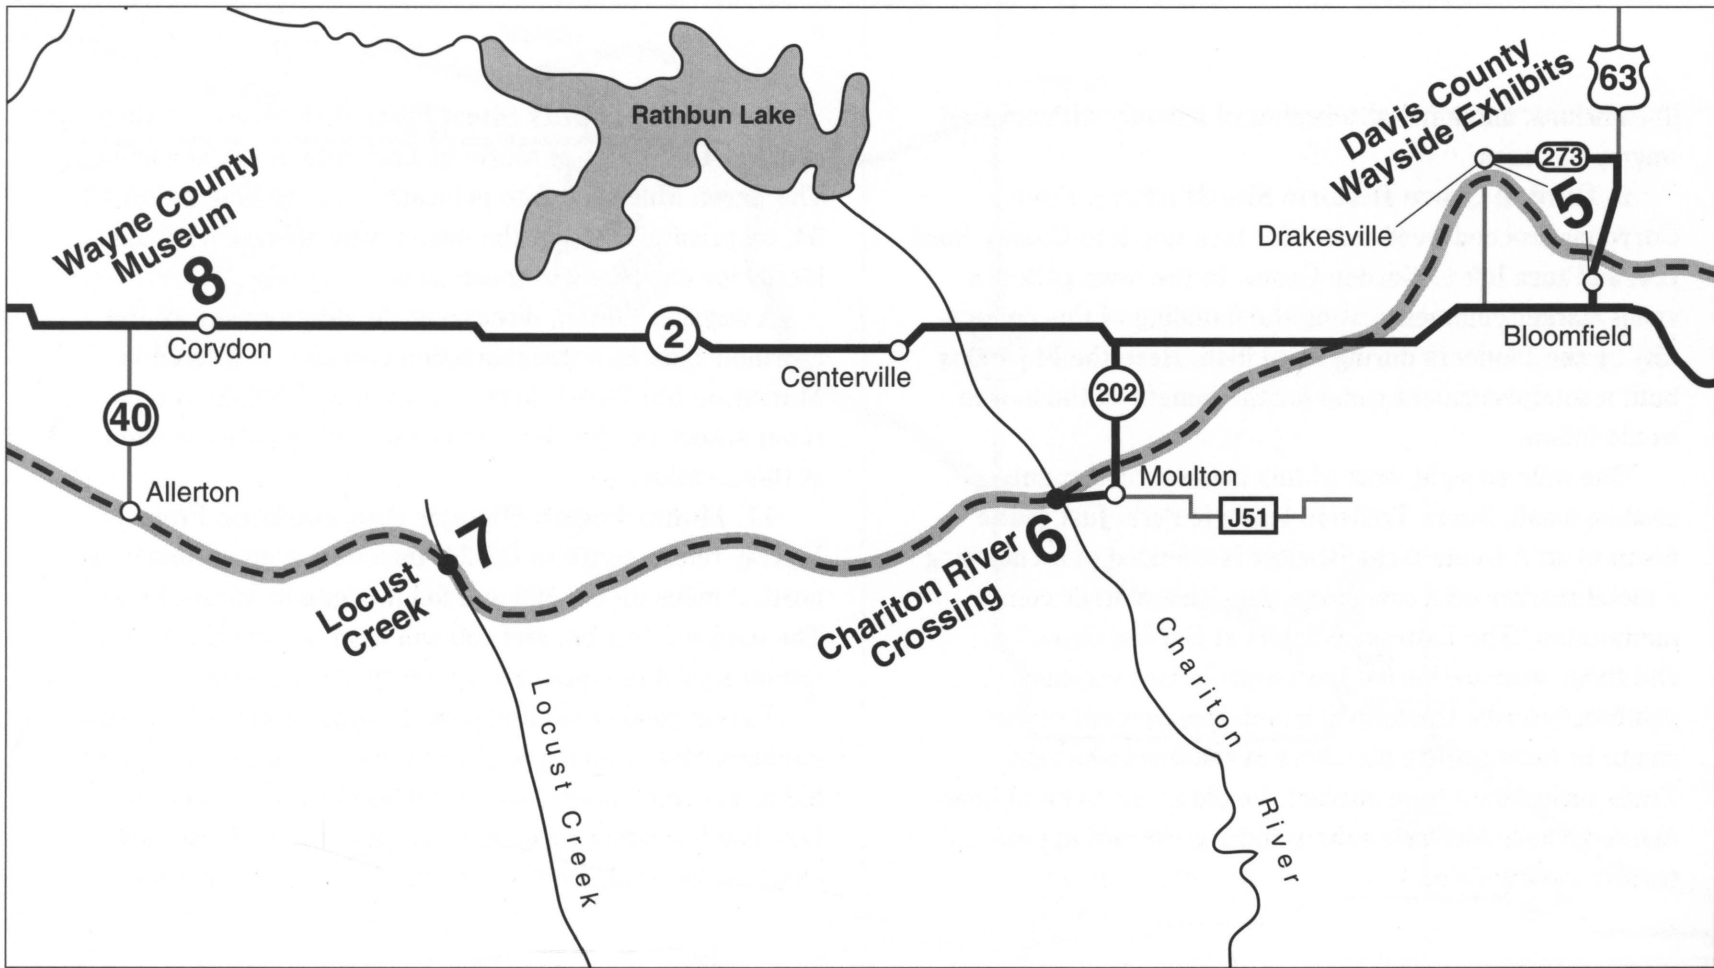 Rathbun Lake
Davis County
Wayside Exhibits
63
273
5
Drakesville
Wayne County
Museum
8
Corydon
2
Centerville
Bloomfield
40
202
Allerton
Moulton
J51
7
Locust
Creek
6
Chariton River
Crossing
Locust Creek
Chariton River